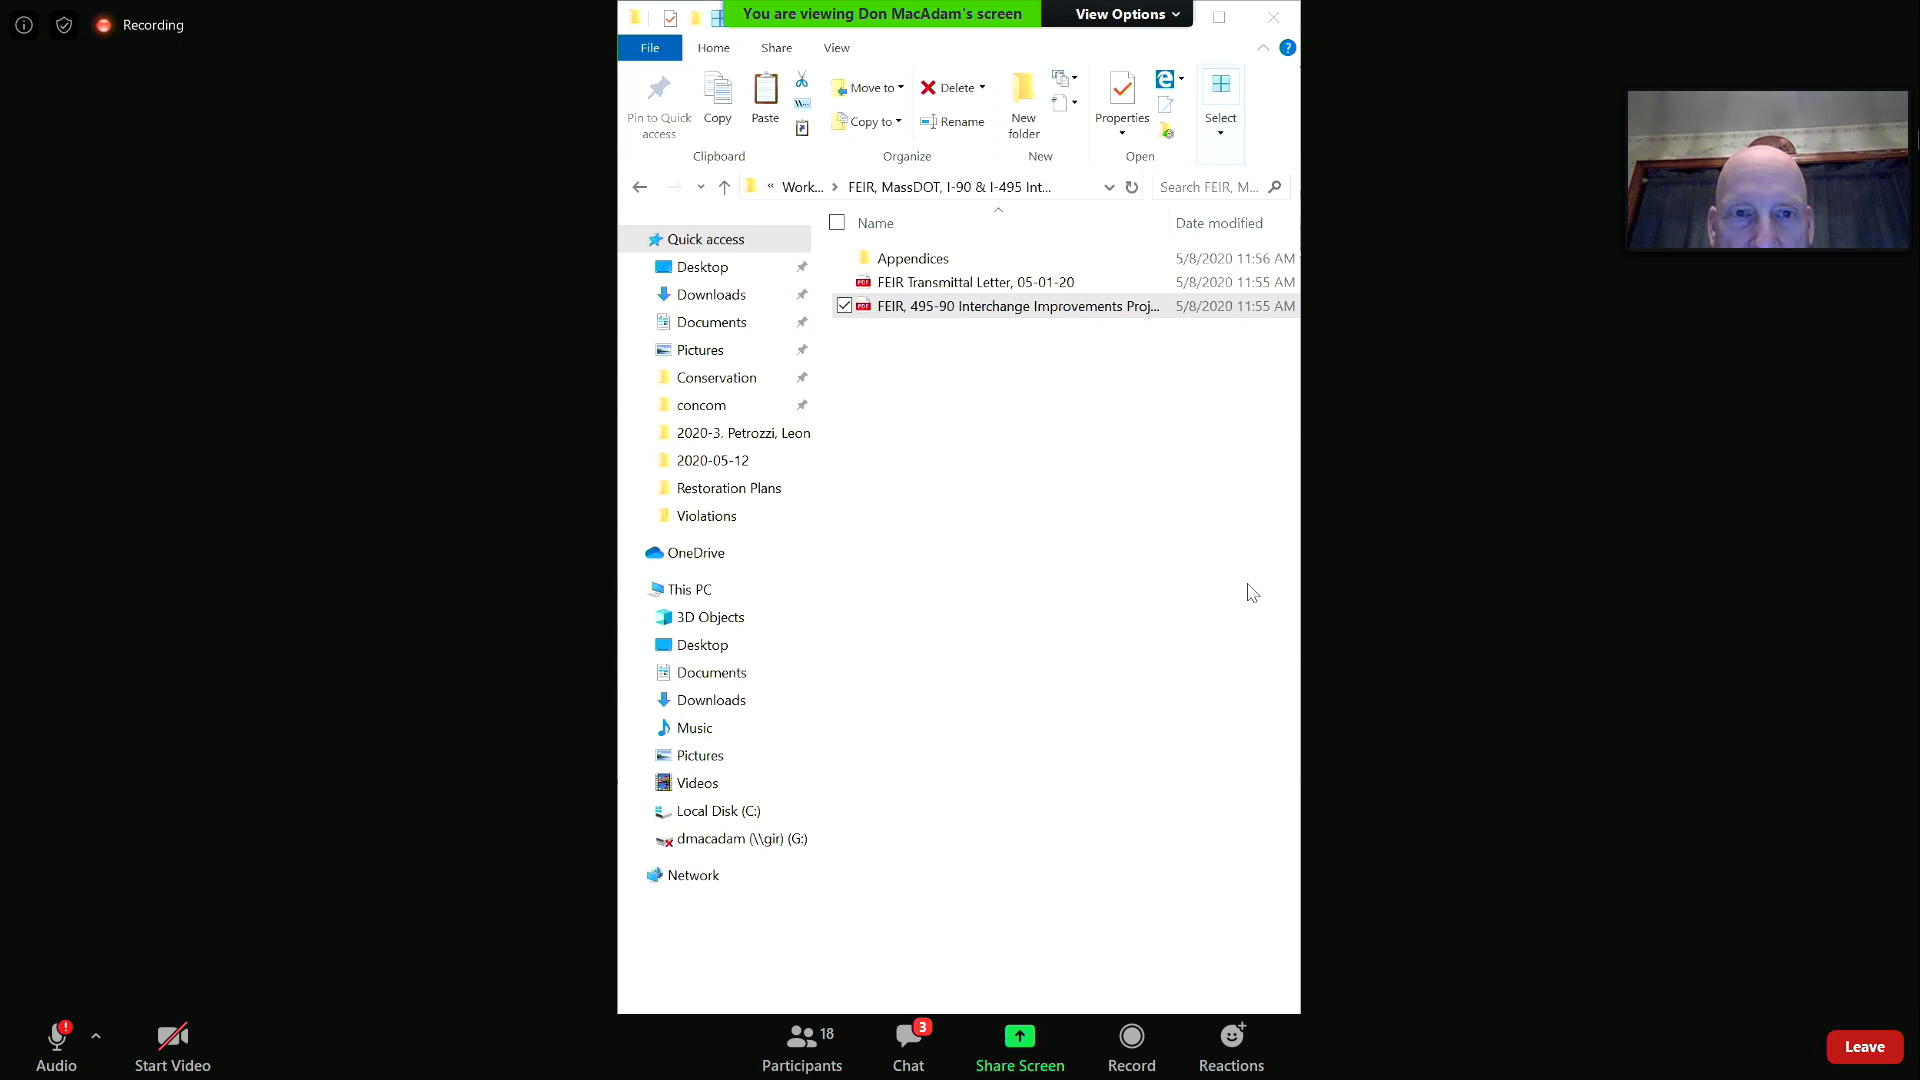 Recording
You are viewing Don MacAdam's screen
View Options
File
Home
Share
View
Pin to Quick access
Copy
Paste
Move to
Copy to
Delete
Rename
New folder
Properties
Select
Clipboard
Organize
New
Open
« Work... › FEIR, MassDOT, I-90 & I-495 Int...
Search FEIR, M...
Name
Date modified
Quick access
Appendices
5/8/2020 11:56 AM
Desktop
FEIR Transmittal Letter, 05-01-20
5/8/2020 11:55 AM
Downloads
FEIR, 495-90 Interchange Improvements Proj...
5/8/2020 11:55 AM
Documents
Pictures
Conservation
concom
2020-3, Petrozzi, Leon
2020-05-12
Restoration Plans
Violations
OneDrive
This PC
3D Objects
Desktop
Documents
Downloads
Music
Pictures
Videos
Local Disk (C:)
dmacadam (\\gir) (G:)
Network
Audio
Start Video
18
Participants
3
Chat
Share Screen
Record
Reactions
Leave